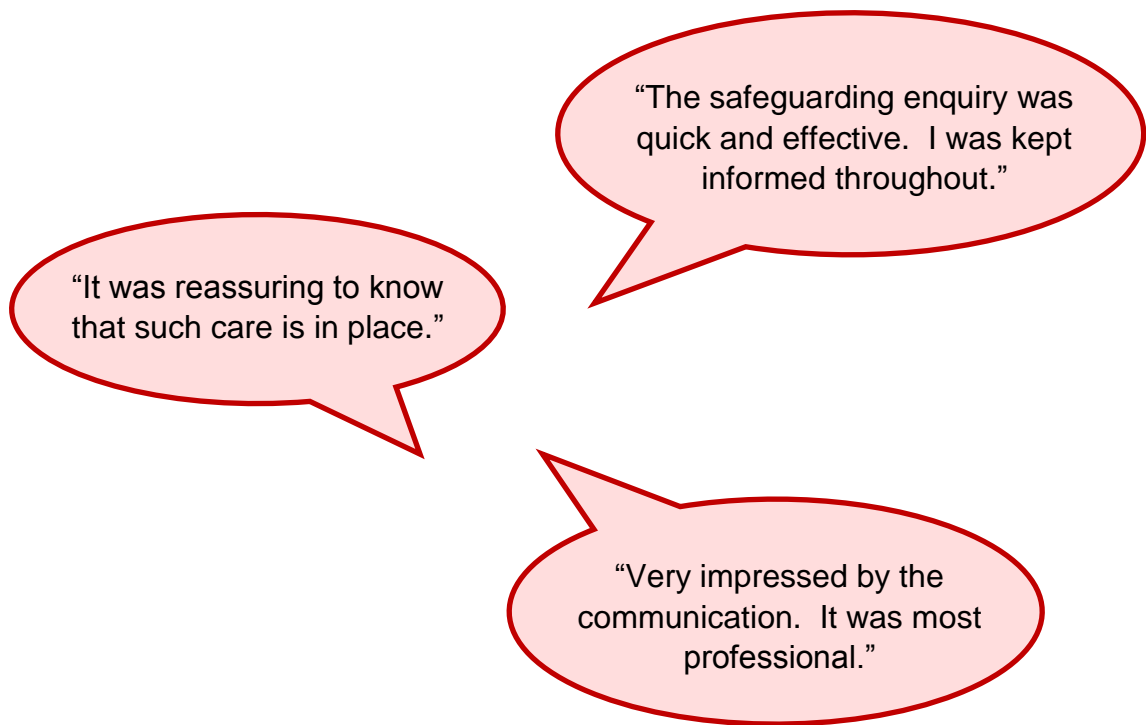 “The safeguarding enquiry was
quick and effective.  I was kept
informed throughout.”
“It was reassuring to know
that such care is in place.”
“Very impressed by the
communication.  It was most
professional.”